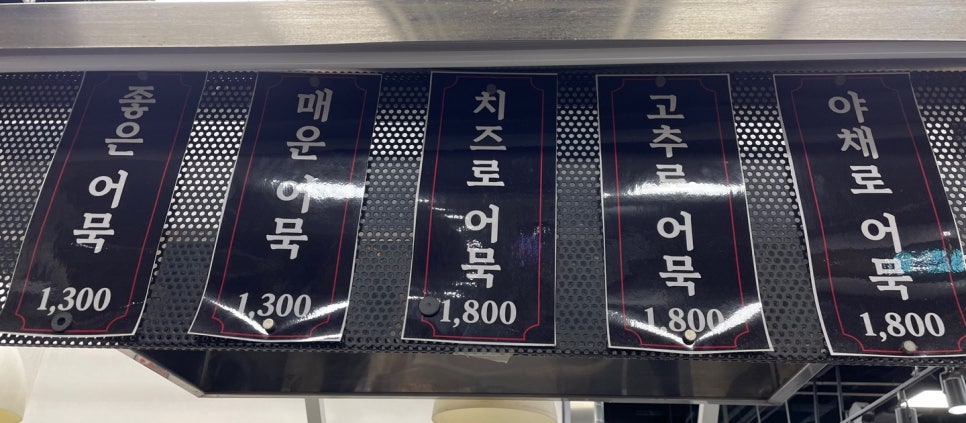 좋은 어묵
1,300
매운 어묵
1,300
치즈로 어묵
1,800
고추로 어묵
1,800
야채로 어묵
1,800